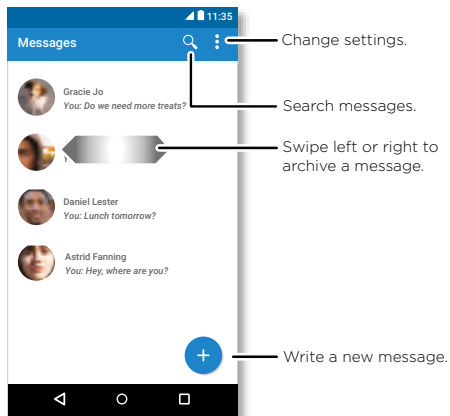 11:35
Messages
Change settings.
Gracie Jo
You: Do we need more treats?
Search messages.
Swipe left or right to
archive a message.
Daniel Lester
You: Lunch tomorrow?
Astrid Fanning
You: Hey, where are you?
Write a new message.